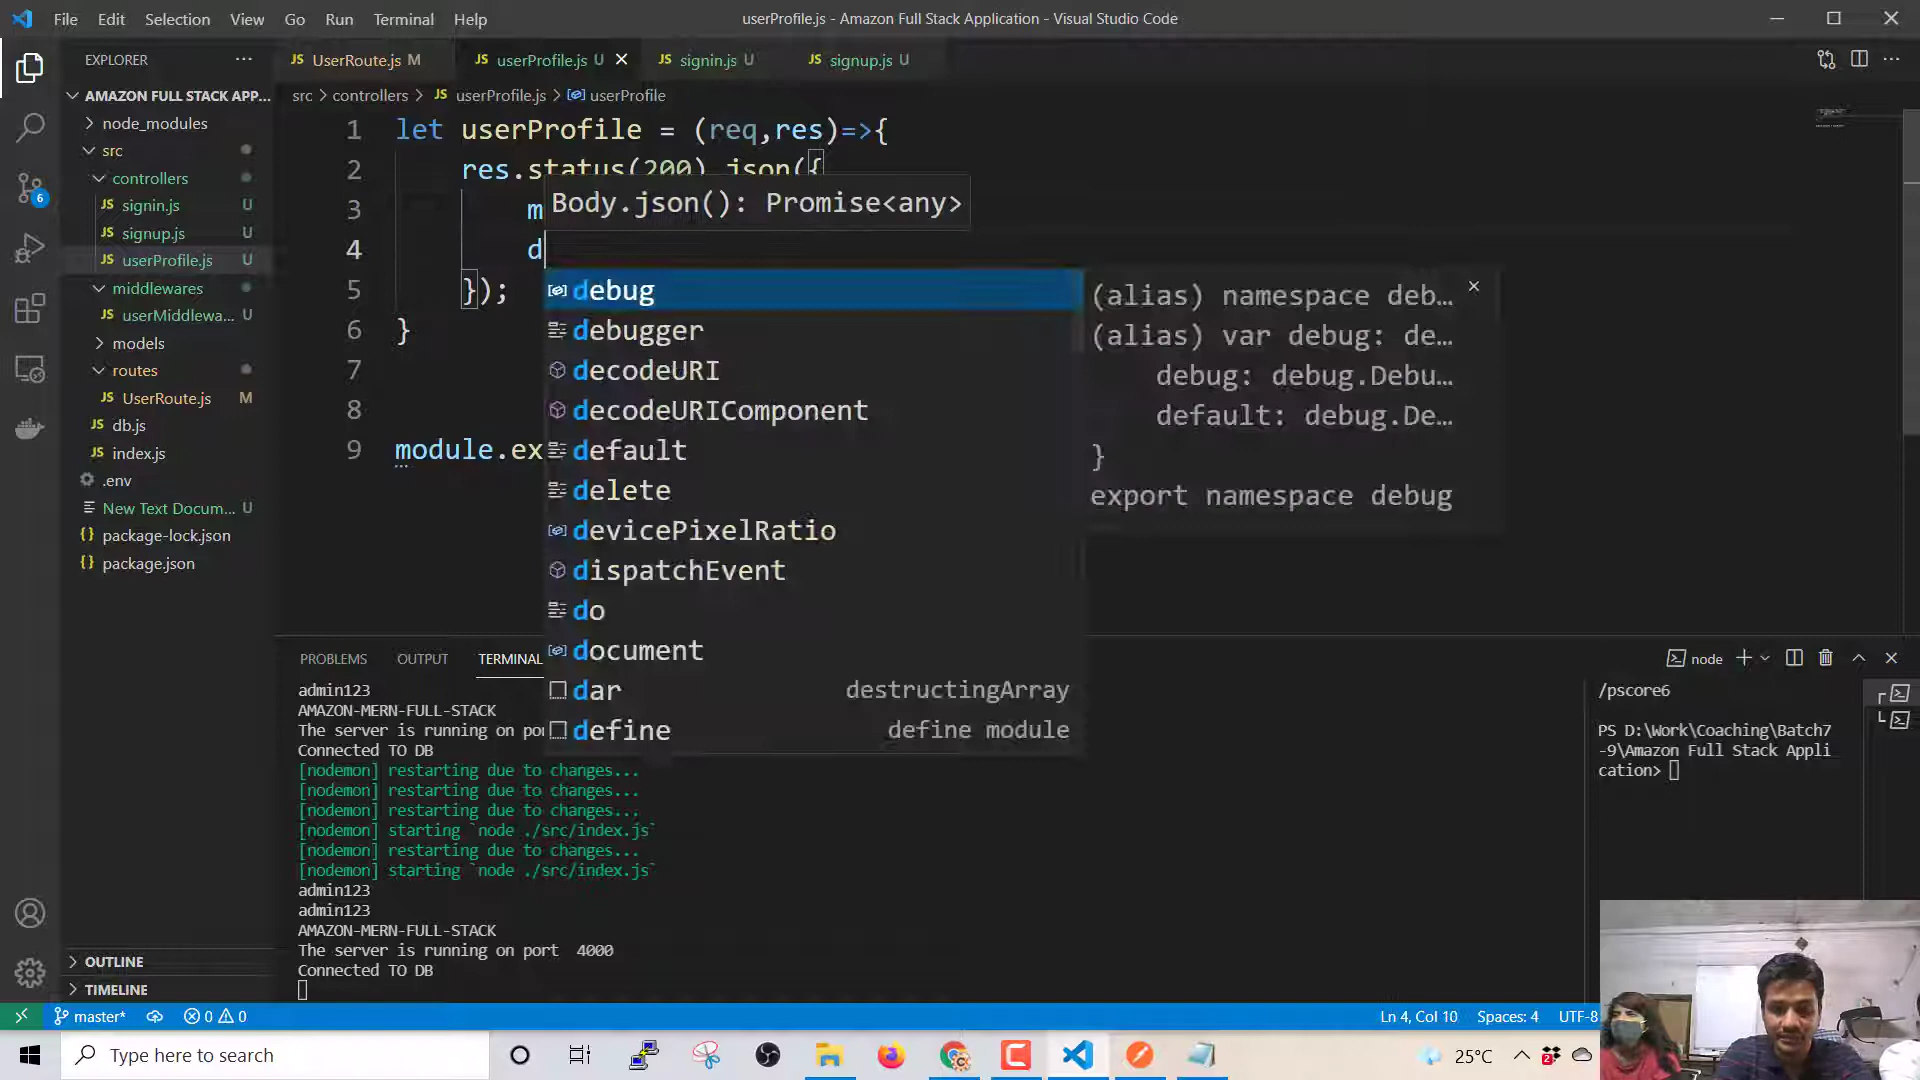 File Edit Selection View Go Run Terminal Help
userProfile.js - Amazon Full Stack Application - Visual Studio Code
EXPLORER
UserRoute.js M
userProfile.js U
signin.js U
signup.js U
AMAZON FULL STACK APP...
node_modules
src
controllers
signin.js U
signup.js U
userProfile.js U
middlewares
userMiddlewa... U
models
routes
UserRoute.js M
db.js
index.js
.env
New Text Docum... U
package-lock.json
package.json
OUTLINE
TIMELINE
6
src > controllers > JS userProfile.js > userProfile
1 let userProfile = (req,res)=>{
2 res.status(200).json({
3 m
4 d
5 });
6 }
7
8
9 module.ex
Body.json(): Promise<any>
debug
debugger
decodeURI
decodeURIComponent
default
delete
devicePixelRatio
dispatchEvent
do
document
dar destructingArray
define define module
(alias) namespace deb...
(alias) var debug: de...
debug: debug.Debu...
default: debug.De...
}
export namespace debug
PROBLEMS OUTPUT TERMINAL
node
admin123
AMAZON-MERN-FULL-STACK
The server is running on por
Connected TO DB
[nodemon] restarting due to changes...
[nodemon] restarting due to changes...
[nodemon] restarting due to changes...
[nodemon] starting `node ./src/index.js`
[nodemon] restarting due to changes...
[nodemon] starting `node ./src/index.js`
admin123
admin123
AMAZON-MERN-FULL-STACK
The server is running on port  4000
Connected TO DB
/pscore6
PS D:\Work\Coaching\Batch7
-9\Amazon Full Stack Appli
cation>
master* 0 0
Ln 4, Col 10 Spaces: 4 UTF-8
Type here to search
25°C
2